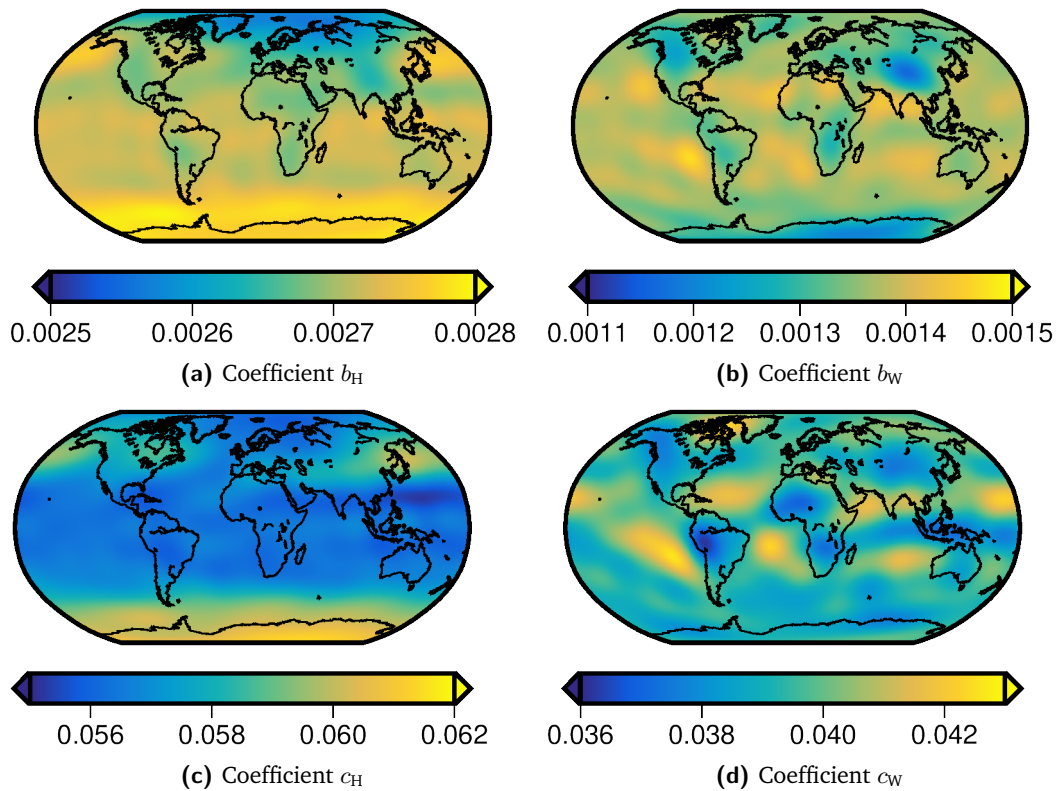 0.0025 0.0026 0.0027 0.0028
0.0011 0.0012 0.0013 0.0014 0.0015
(a) Coefficient bH
(b) Coefficient bW
0.056 0.058 0.060 0.062
0.036 0.038 0.040 0.042
(c) Coefficient cH
(d) Coefficient cW